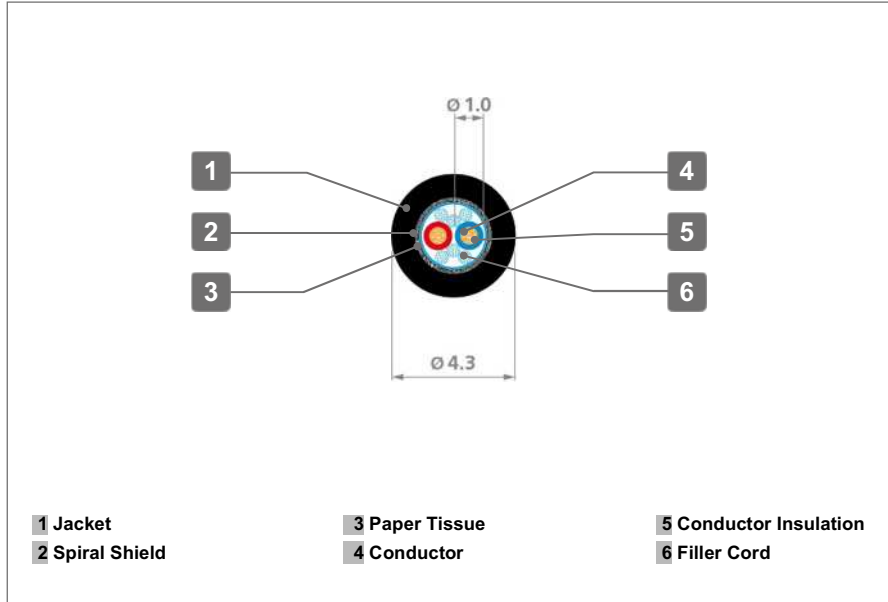 Ø 1.0
1
4
2
5
3
6
Ø 4.3
1 Jacket
3 Paper Tissue
5 Conductor Insulation
2 Spiral Shield
4 Conductor
6 Filler Cord